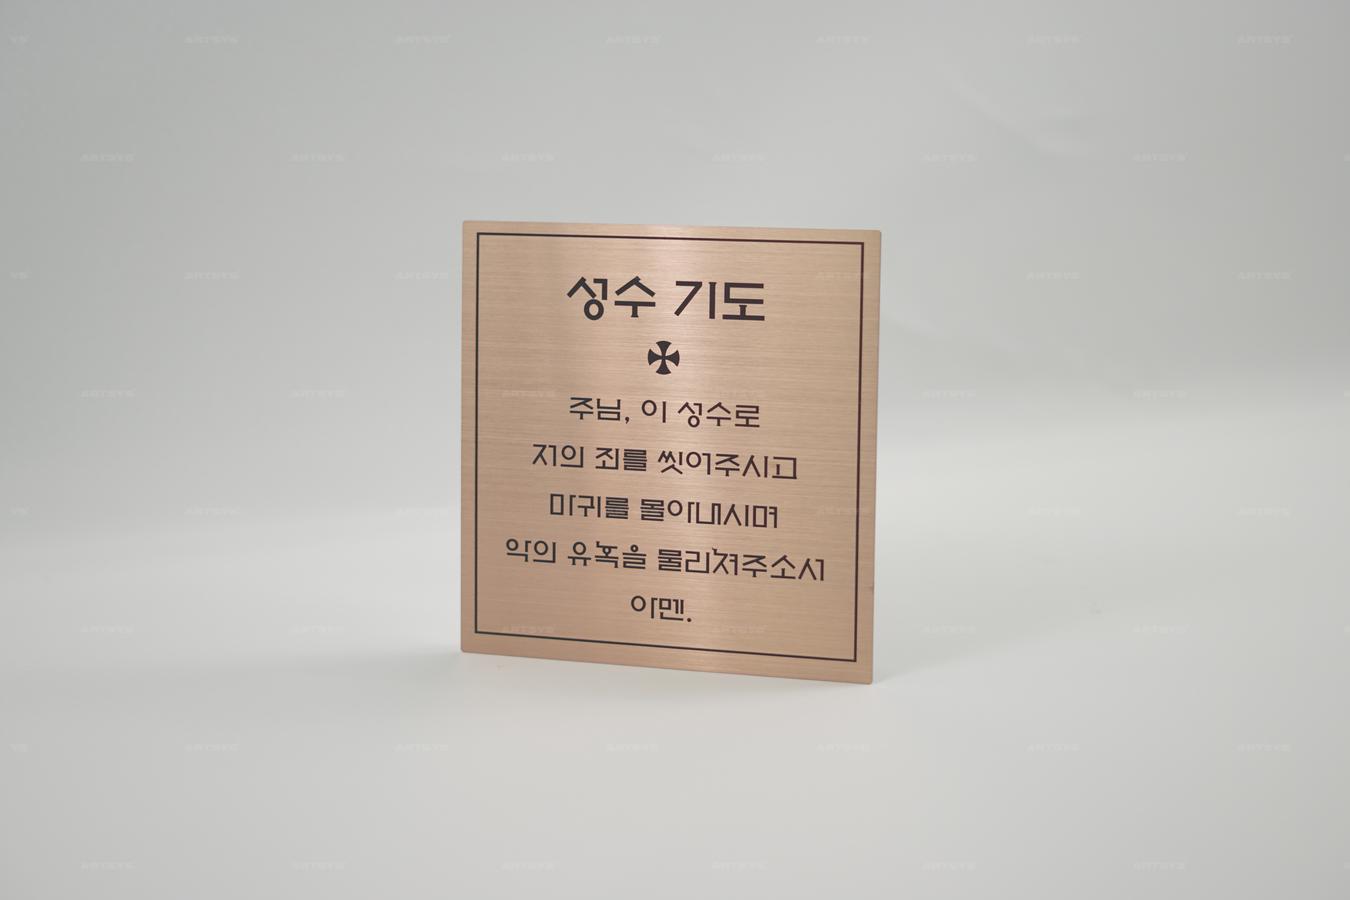 성수 기도
주님, 이 성수로
저의 죄를 씻어주시고
마귀를 몰아내시며
악의 유혹을 물리쳐주소서
아멘.